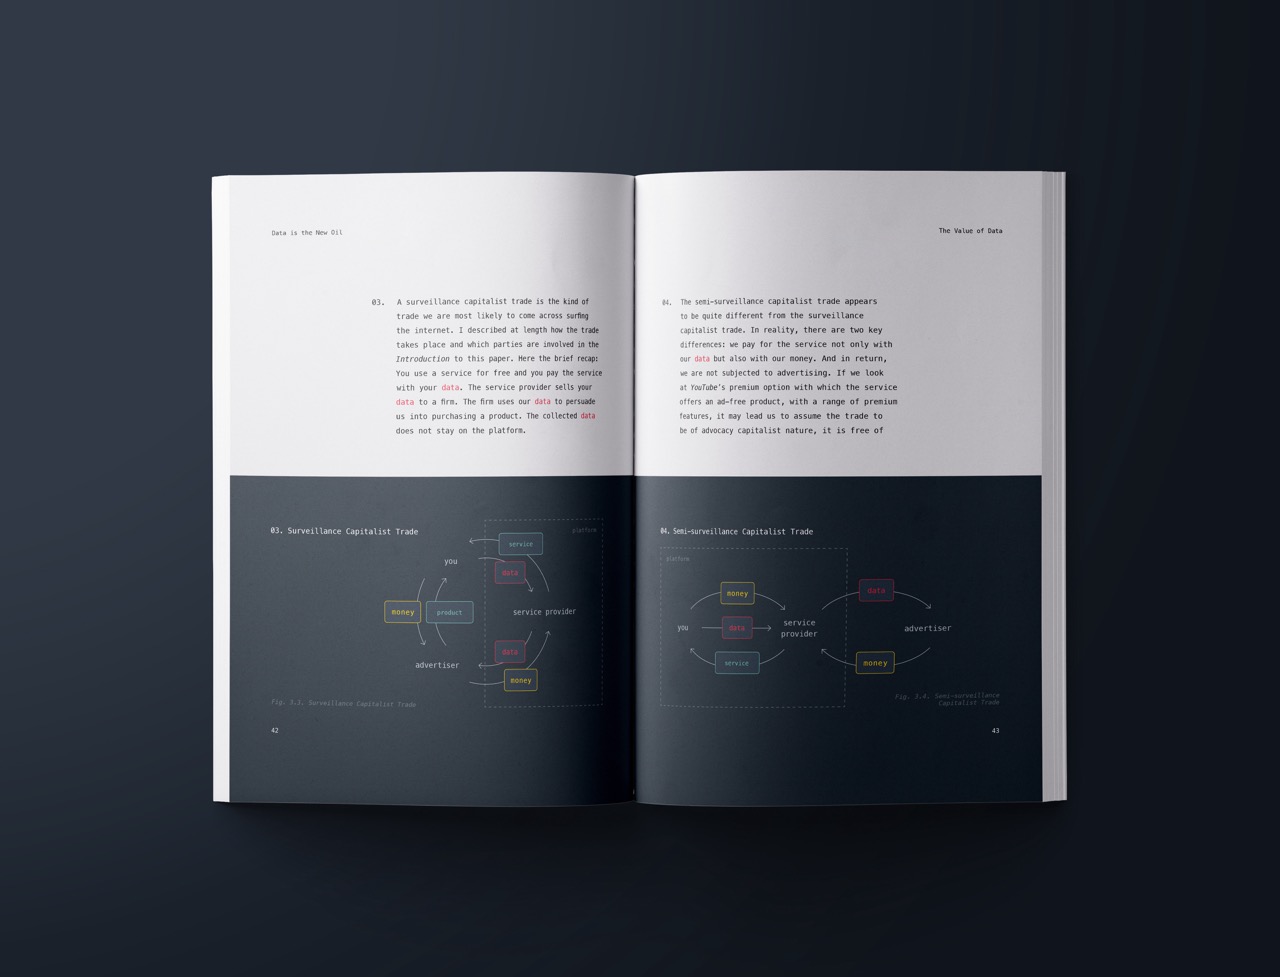 Data is the New Oil
03. A surveillance capitalist trade is the kind of
trade we are most likely to come across surfing
the internet. I described at length how the trade
takes place and which parties are involved in the
Introduction to this paper. Here the brief recap:
You use a service for free and you pay the service
with your data. The service provider sells your
data to a firm. The firm uses our data to persuade
us into purchasing a product. The collected data
does not stay on the platform.
03. Surveillance Capitalist Trade
platform
service
you
data
money
product
service provider
data
advertiser
money
Fig. 3.3. Surveillance Capitalist Trade
42
The Value of Data
04. The semi-surveillance capitalist trade appears
to be quite different from the surveillance
capitalist trade. In reality, there are two key
differences: we pay for the service not only with
our data but also with our money. And in return,
we are not subjected to advertising. If we look
at YouTube's premium option with which the service
offers an ad-free product, with a range of premium
features, it may lead us to assume the trade to
be of advocacy capitalist nature, it is free of
04. Semi-surveillance Capitalist Trade
platform
money
data
you
data
service
provider
advertiser
service
money
Fig. 3.4. Semi-surveillance
Capitalist Trade
43